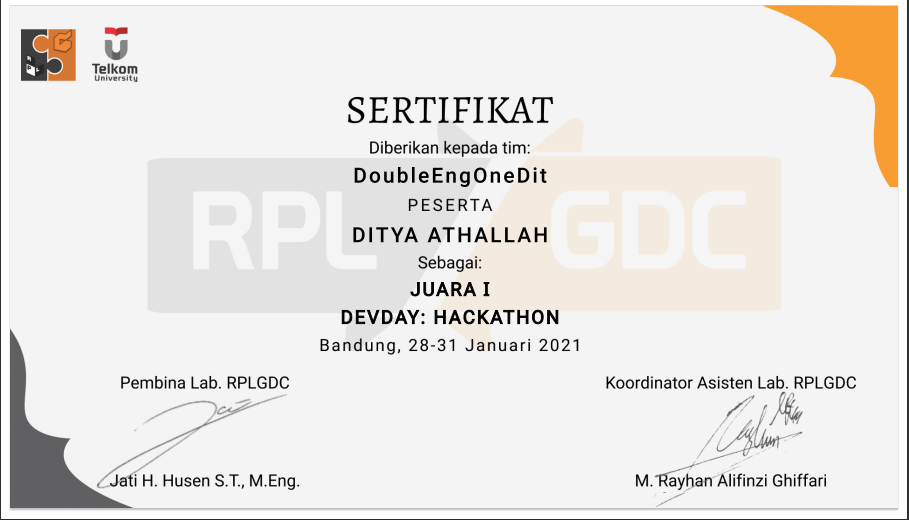 Telkom
University
SERTIFIKAT
Diberikan kepada tim:
DoubleEngOneDit
PESERTA
DITYA ATHALLAH
Sebagai:
JUARA I
DEVDAY: HACKATHON
Bandung, 28-31 Januari 2021
RPL GDC
Pembina Lab. RPLGDC
Koordinator Asisten Lab. RPLGDC
Jati H. Husen S.T., M.Eng.
M. Rayhan Alifinzi Ghiffari